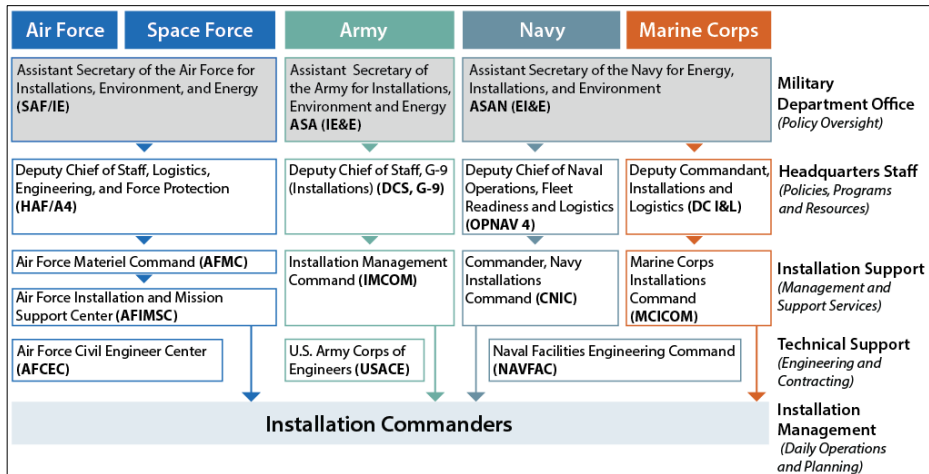 Air Force
Space Force
Army
Navy
Marine Corps
Assistant Secretary of the Air Force for
Installations, Environment, and Energy
(SAF/IE)
Assistant Secretary of
the Army for Installations,
Environment and Energy
ASA (IE&E)
Assistant Secretary of the Navy for Energy,
Installations, and Environment
ASAN (EI&E)
Military
Department Office
(Policy Oversight)
Deputy Chief of Staff, Logistics,
Engineering, and Force Protection
(HAF/A4)
Deputy Chief of Staff, G-9
(Installations) (DCS, G-9)
Deputy Chief of Naval
Operations, Fleet
Readiness and Logistics
(OPNAV 4)
Deputy Commandant,
Installations and
Logistics (DC I&L)
Headquarters Staff
(Policies, Programs
and Resources)
Air Force Materiel Command (AFMC)
Air Force Installation and Mission
Support Center (AFIMSC)
Installation Management
Command (IMCOM)
Commander, Navy
Installations
Command (CNIC)
Marine Corps
Installations
Command
(MCICOM)
Installation Support
(Management and
Support Services)
Air Force Civil Engineer Center
(AFCEC)
U.S. Army Corps of
Engineers (USACE)
Naval Facilities Engineering Command
(NAVFAC)
Technical Support
(Engineering and
Contracting)
Installation Commanders
Installation
Management
(Daily Operations
and Planning)